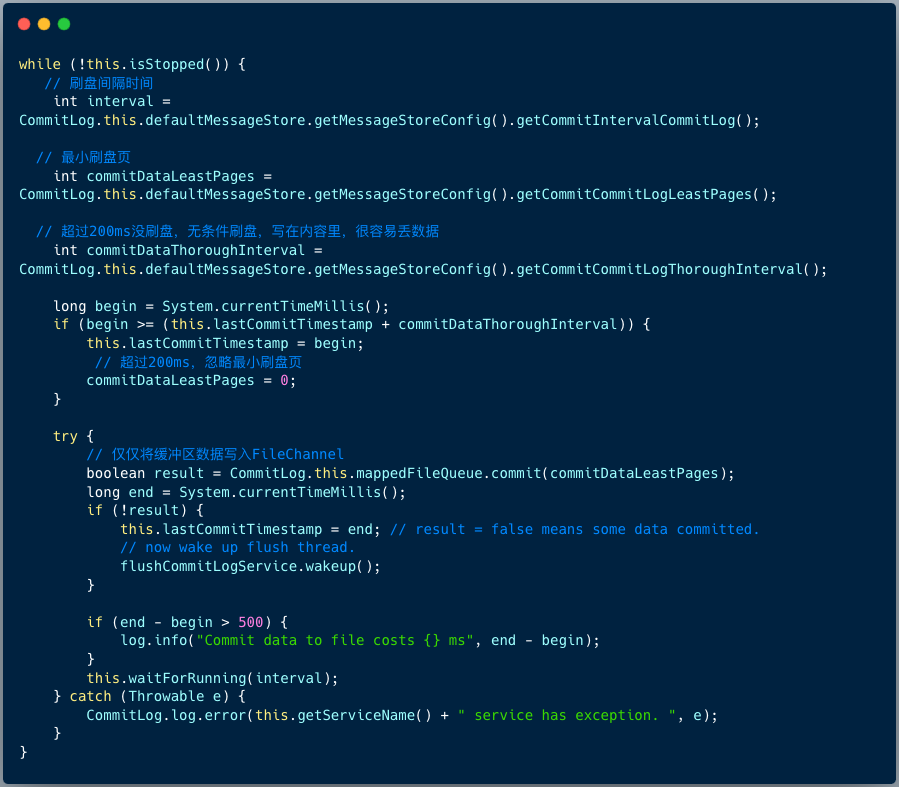 while (!this.isStopped()) {
// 刷盘间隔时间
int interval =
CommitLog.this.defaultMessageStore.getMessageStoreConfig().getCommitIntervalCommitLog();
// 最小刷盘页
int commitDataLeastPages =
CommitLog.this.defaultMessageStore.getMessageStoreConfig().getCommitCommitLogLeastPages();
// 超过200ms没刷盘，无条件刷盘，写在内容里，很容易丢数据
int commitDataThoroughInterval =
CommitLog.this.defaultMessageStore.getMessageStoreConfig().getCommitCommitLogThoroughInterval();
long begin = System.currentTimeMillis();
if (begin >= (this.lastCommitTimestamp + commitDataThoroughInterval)) {
this.lastCommitTimestamp = begin;
// 超过200ms，忽略最小刷盘页
commitDataLeastPages = 0;
}
try {
// 仅仅将缓冲区数据写入FileChannel
boolean result = CommitLog.this.mappedFileQueue.commit(commitDataLeastPages);
long end = System.currentTimeMillis();
if (!result) {
this.lastCommitTimestamp = end; // result = false means some data committed.
// now wake up flush thread.
flushCommitLogService.wakeup();
}
if (end - begin > 500) {
log.info("Commit data to file costs {} ms", end - begin);
}
this.waitForRunning(interval);
} catch (Throwable e) {
CommitLog.log.error(this.getServiceName() + " service has exception. ", e);
}
}